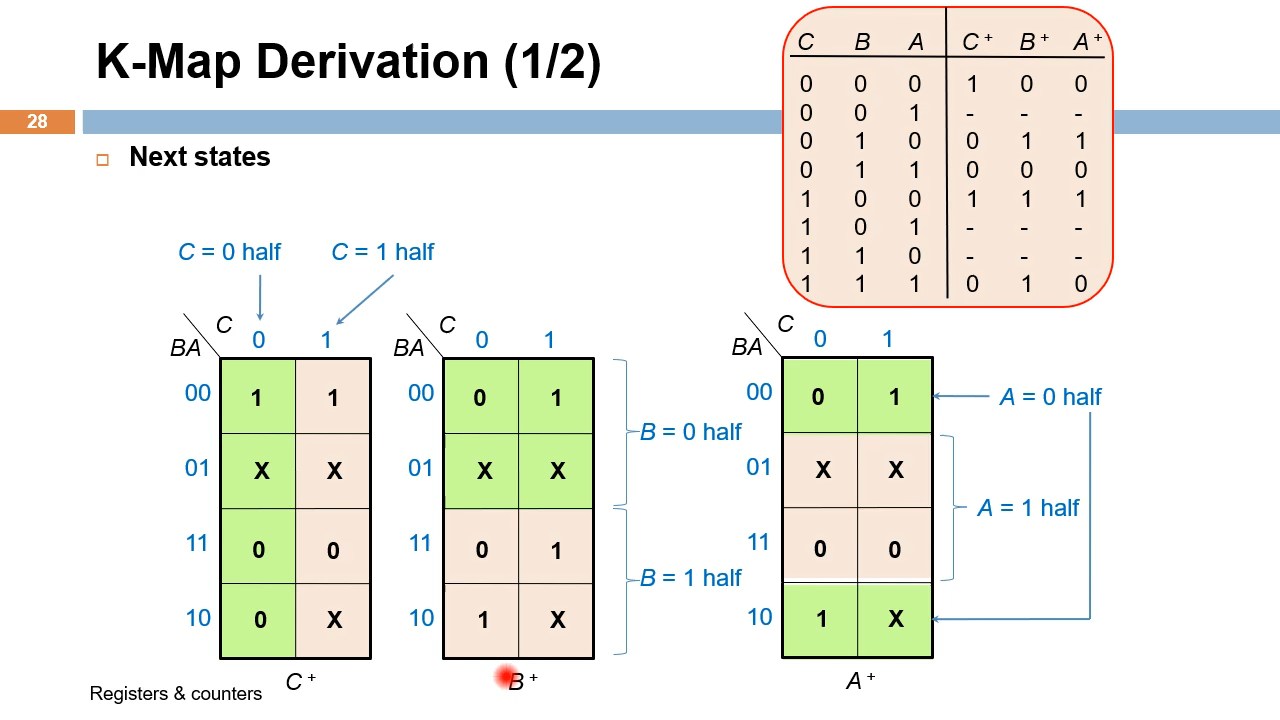 K-Map Derivation (1/2)
28
Next states
C B A C+ B+ A+
0 0 0 1 0 0
0 0 1 - - -
0 1 0 0 1 1
0 1 1 0 0 0
1 0 0 1 1 1
1 0 1 - - -
1 1 0 - - -
1 1 1 0 1 0
C = 0 half
C = 1 half
C
BA
0 1
00 1 1
01 X X
11 0 0
10 0 X
C+
C
BA
0 1
00 0 1
01 X X
11 0 1
10 1 X
B+
B = 0 half
B = 1 half
C
BA
0 1
00 0 1
01 X X
11 0 0
10 1 X
A+
A = 0 half
A = 1 half
Registers & counters